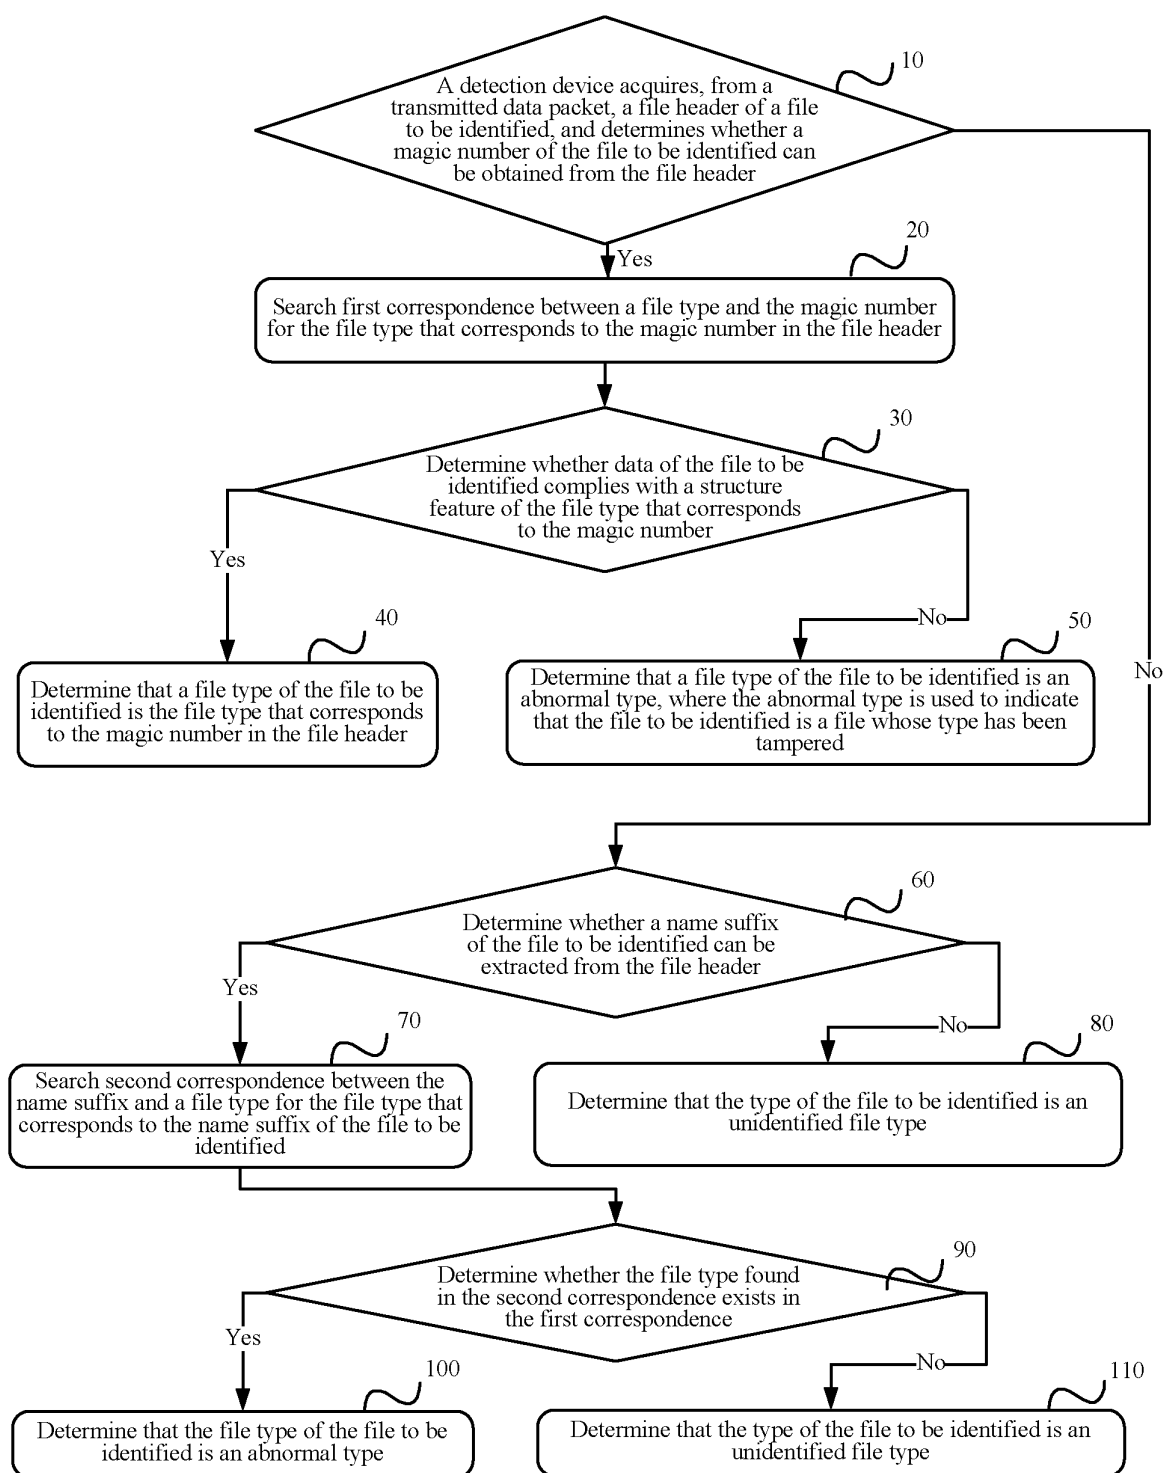 10
A detection device acquires, from a
transmitted data packet, a file header of a file
to be identified, and determines whether a
magic number of the file to be identified can
be obtained from the file header
20
Yes
Search first correspondence between a file type and the magic number
for the file type that corresponds to the magic number in the file header
30
Determine whether data of the file to be
identified complies with a structure
feature of the file type that corresponds
to the magic number
Yes
No
40
50
No
Determine that a file type of the file to be
identified is the file type that corresponds
to the magic number in the file header
Determine that a file type of the file to be identified is an
abnormal type, where the abnormal type is used to indicate
that the file to be identified is a file whose type has been
tampered
60
Determine whether a name suffix
of the file to be identified can be
extracted from the file header
Yes
No
70
80
Search second correspondence between the
name suffix and a file type for the file type that
corresponds to the name suffix of the file to be
identified
Determine that the type of the file to be identified is an
unidentified file type
90
Determine whether the file type found
in the second correspondence exists in
the first correspondence
Yes
No
100
110
Determine that the file type of the file to be
identified is an abnormal type
Determine that the type of the file to be identified is an
unidentified file type